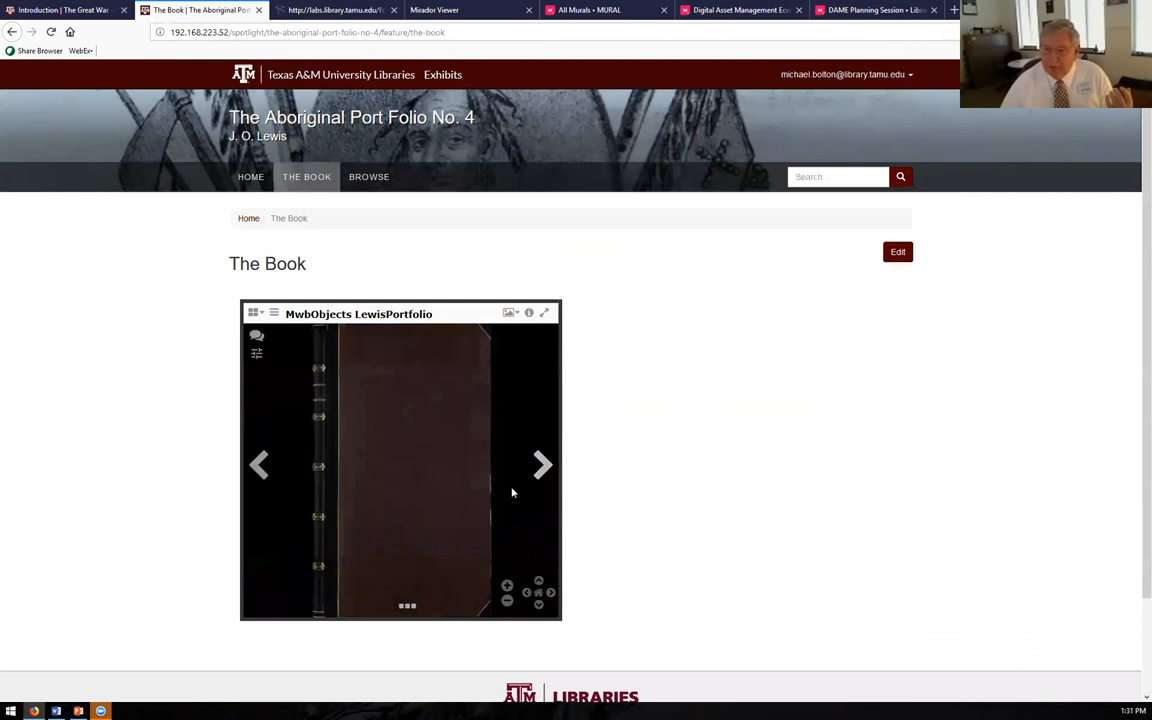 Introduction | The Great War -
The Book | The Aboriginal Port
http://labs.library.tamu.edu/Fo
Mirador Viewer
All Murals • MURAL
Digital Asset Management Eco
DAME Planning Session • Libra
192.168.223.52/spotlight/the-aboriginal-port-folio-no-4/feature/the-book
Share Browser
WebEx
ATM
Texas A&M University Libraries
Exhibits
michael.bolton@library.tamu.edu
The Aboriginal Port Folio No. 4
J. O. Lewis
HOME
THE BOOK
BROWSE
Search...
Home
The Book
Edit
The Book
MwbObjects LewisPortfolio
ATM
LIBRARIES
1:31 PM